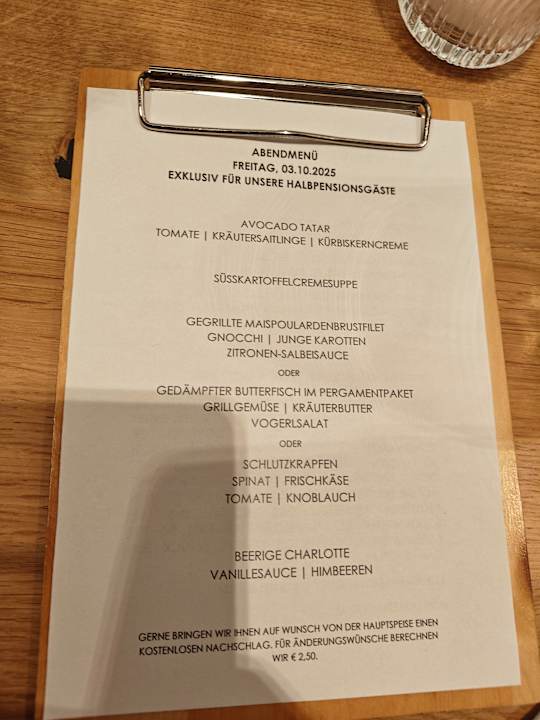 ABENDMENÜ
FREITAG, 03.10.2025
EXKLUSIV FÜR UNSERE HALBPENSIONSGÄSTE
AVOCADO TATAR
TOMATE | KRÄUTERSAITLINGE | KÜRBISKERNCREME
SÜSSKARTOFFELCREMESUPPE
GEGRILLTE MAISPOULARDENBRUSTFILET
GNOCCHI | JUNGE KAROTTEN
ZITRONEN-SALBEISAUCE
ODER
GEDÄMPFTER BUTTERFISCH IM PERGAMENTPAKET
GRILLGEMÜSE | KRÄUTERBUTTER
VOGERLSALAT
ODER
SCHLUTZKRAPFEN
SPINAT | FRISCHKÄSE
TOMATE | KNOBLAUCH
BEERIGE CHARLOTTE
VANILLESAUCE | HIMBEEREN
GERNE BRINGEN WIR IHNEN AUF WUNSCH VON DER HAUPTSPEISE EINEN
KOSTENLOSEN NACHSCHLAG. FÜR ÄNDERUNGSWÜNSCHE BERECHNEN
WIR € 2,50.